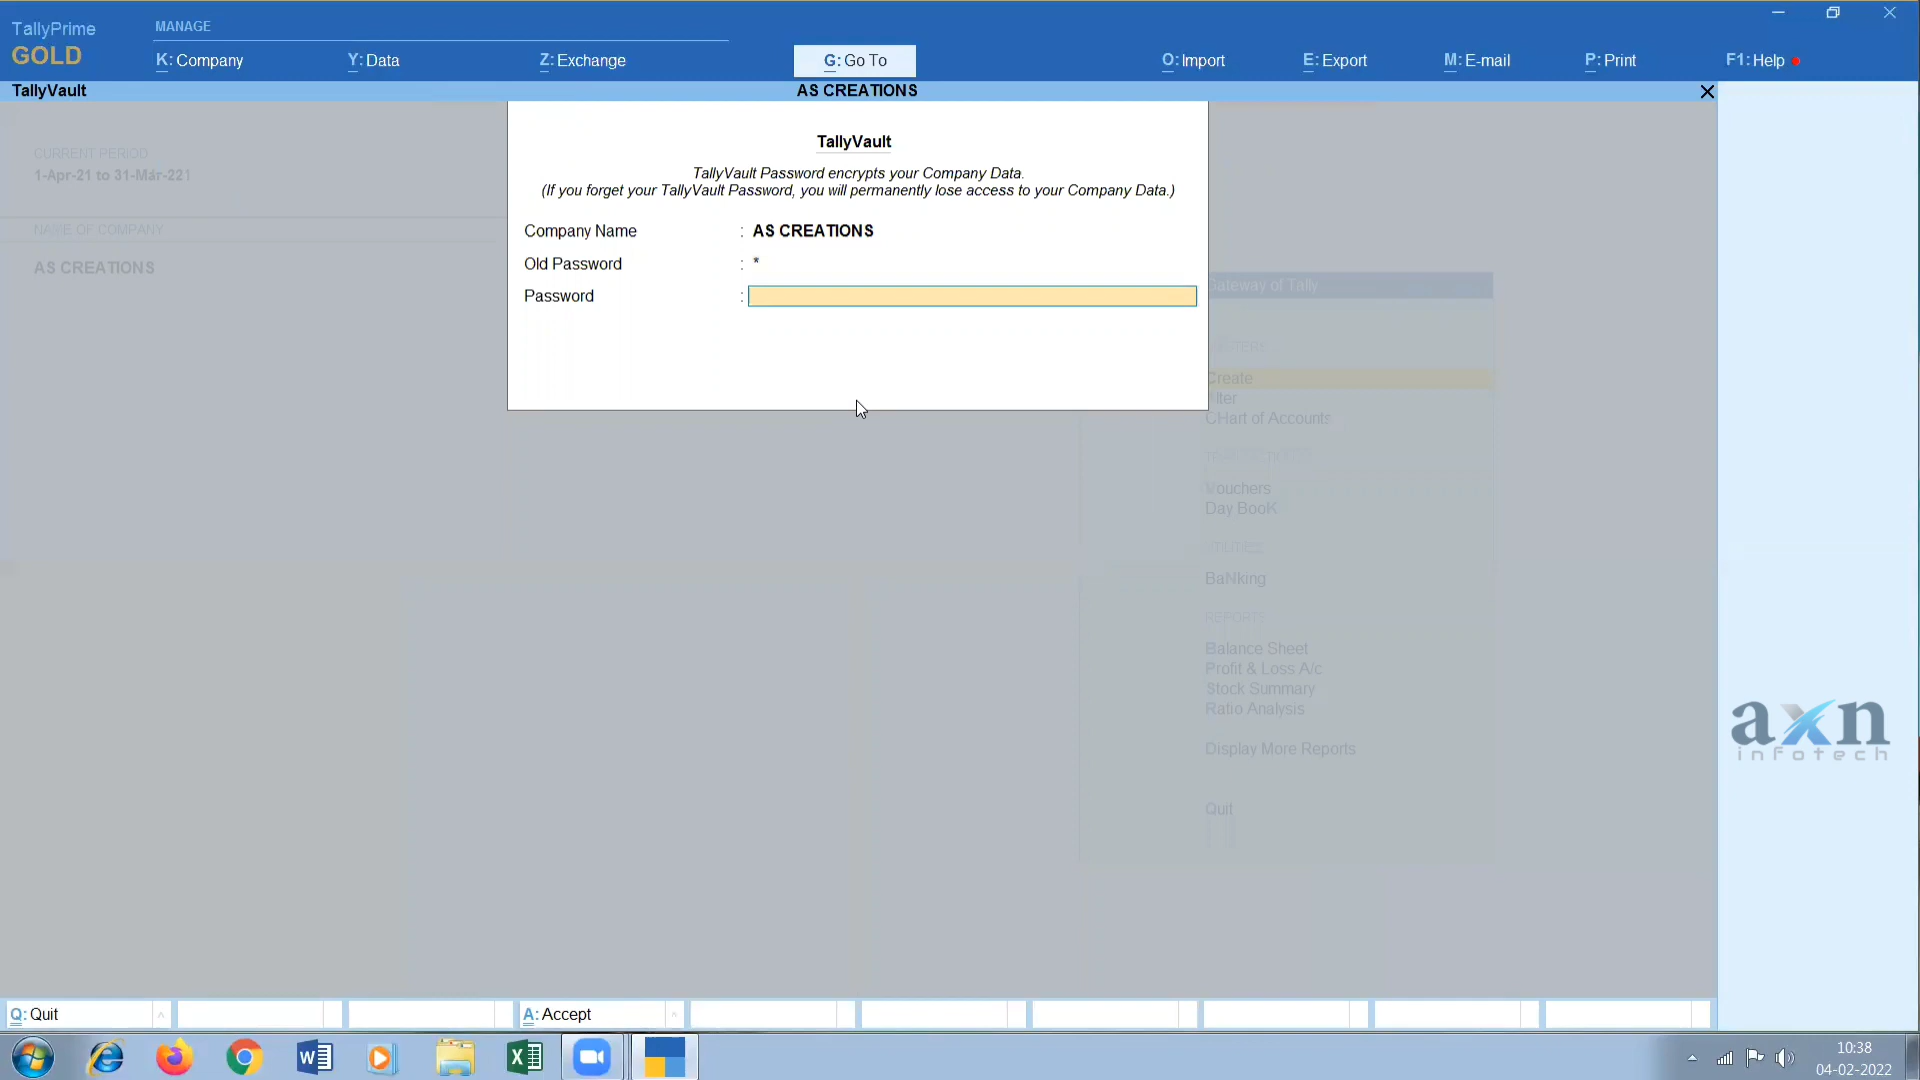 TallyPrime
GOLD
MANAGE
K: Company
Y: Data
Z: Exchange
G: Go To
O: Import
E: Export
M: E-mail
P: Print
F1: Help
TallyVault
AS CREATIONS
CURRENT PERIOD
1-Apr-21 to 31-Mar-221
NAME OF COMPANY
AS CREATIONS
TallyVault
TallyVault Password encrypts your Company Data.
(If you forget your TallyVault Password, you will permanently lose access to your Company Data.)
Company Name : AS CREATIONS
Old Password : *
Password :
Gateway of Tally
Create
CHart of Accounts
Vouchers
Day BooK
BaNking
REPORTS
Balance Sheet
Profit & Loss A/c
Stock Summary
Ratio Analysis
Display More Reports
Quit
axn
infotech
Q: Quit
A: Accept
10:38
04-02-2022